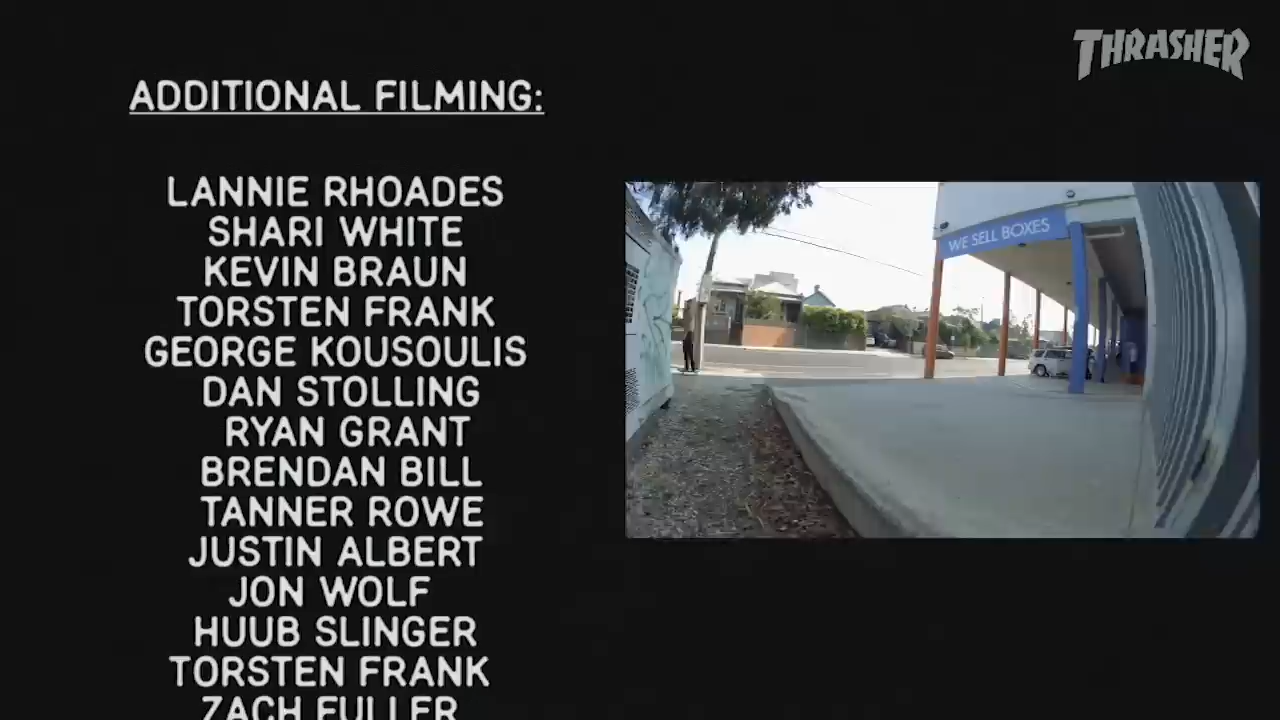 THRASHER
ADDITIONAL FILMING:
LANNIE RHOADES
SHARI WHITE
KEVIN BRAUN
TORSTEN FRANK
GEORGE KOUSOULIS
DAN STOLLING
RYAN GRANT
BRENDAN BILL
TANNER ROWE
JUSTIN ALBERT
JON WOLF
HUUB SLINGER
TORSTEN FRANK
ZACH FULLER
WE SELL BOXES